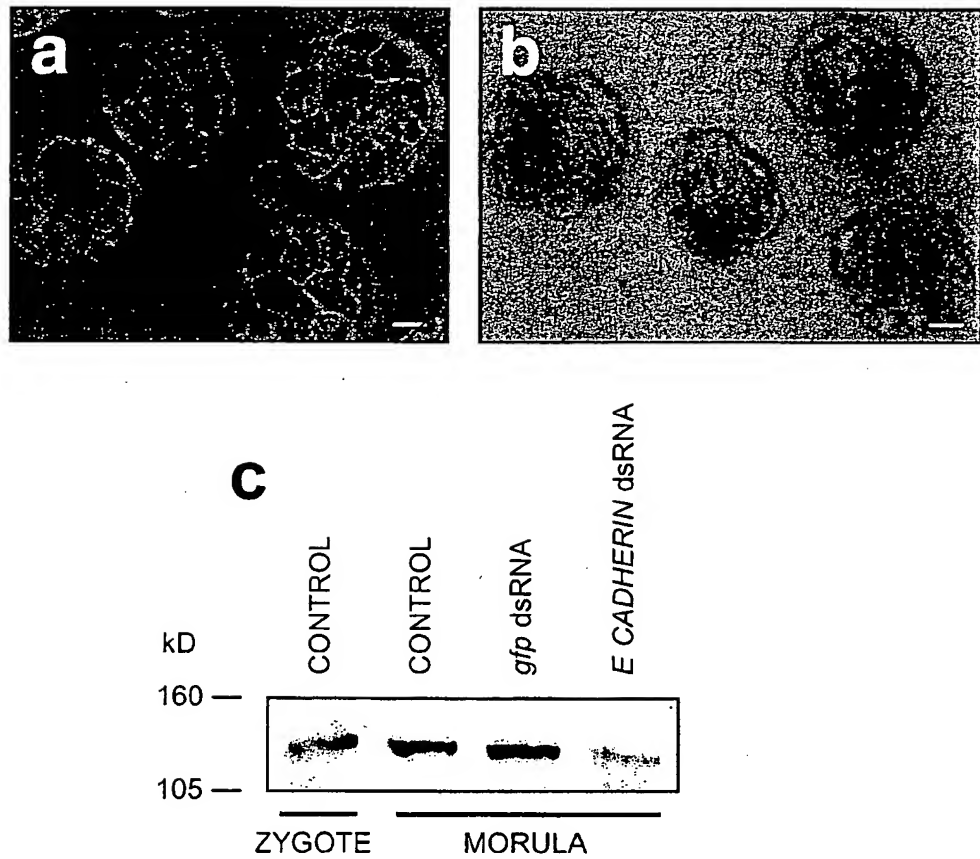 a
b
c
CONTROL
CONTROL
gfp dsRNA
E CADHERIN dsRNA
kD
160
105
ZYGOTE
MORULA